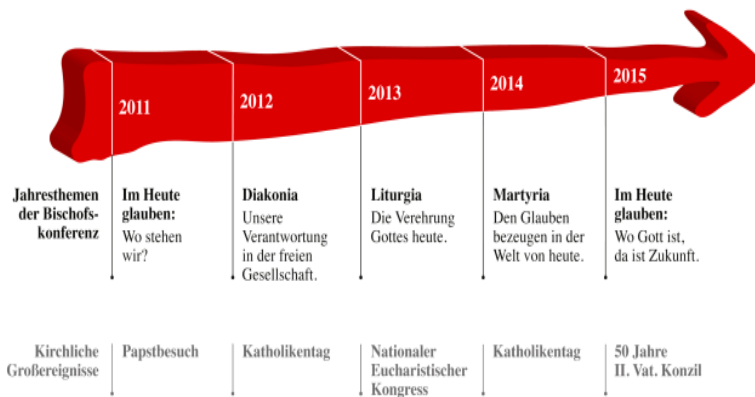 2011
2012
2013
2014
2015
Jahresthemen
der Bischofs-
konferenz
Im Heute
glauben:
Wo stehen
wir?
Diakonia
Unsere
Verantwortung
in der freien
Gesellschaft.
Liturgia
Die Verehrung
Gottes heute.
Martyria
Den Glauben
bezeugen in der
Welt von heute.
Im Heute
glauben:
Wo Gott ist,
da ist Zukunft.
Kirchliche
Großereignisse
Papstbesuch
Katholikentag
Nationaler
Eucharistischer
Kongress
Katholikentag
50 Jahre
II. Vat. Konzil